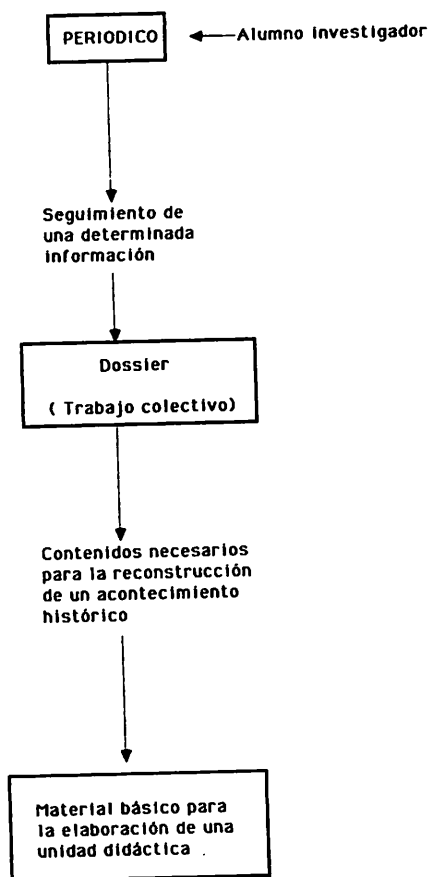 PERIODICO
Alumno investigador
Seguimiento de
una determinada
información
Dossier
( Trabajo colectivo)
Contenidos necesarios
para la reconstrucción
de un acontecimiento
histórico
Material básico para
la elaboración de una
unidad didáctica .